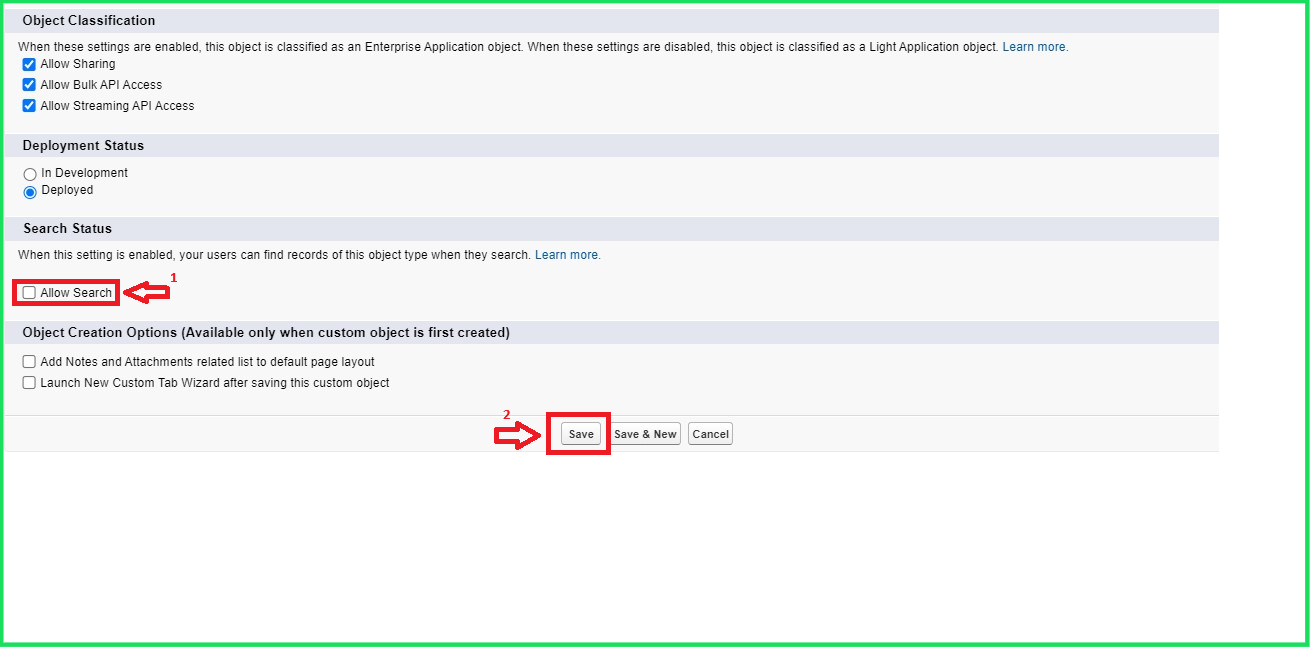 Object Classification
When these settings are enabled, this object is classified as an Enterprise Application object. When these settings are disabled, this object is classified as a Light Application object. Learn more.
Allow Sharing
Allow Bulk API Access
Allow Streaming API Access
Deployment Status
In Development
Deployed
Search Status
When this setting is enabled, your users can find records of this object type when they search. Learn more.
1
Allow Search
Object Creation Options (Available only when custom object is first created)
Add Notes and Attachments related list to default page layout
Launch New Custom Tab Wizard after saving this custom object
2
Save Save & New Cancel